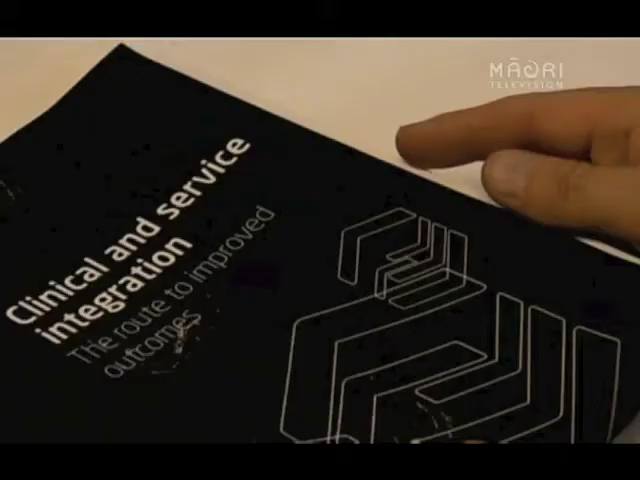 MĀORI
TELEVISION
Clinical and service
integration
The route to improved
outcomes